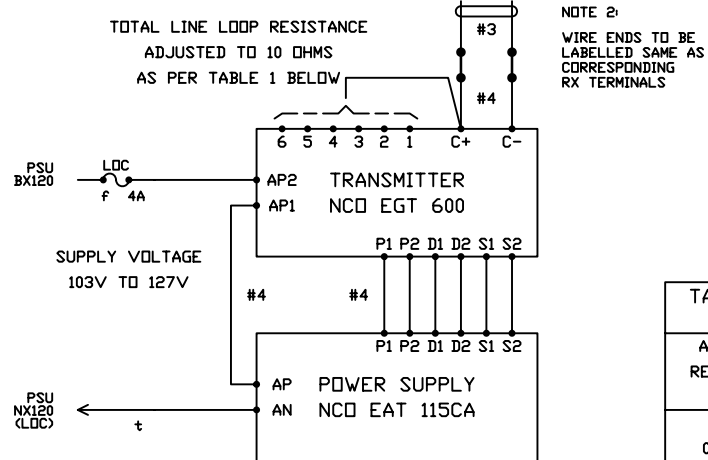 TOTAL LINE LOOP RESISTANCE
ADJUSTED TO 10 OHMS
AS PER TABLE 1 BELOW
#3
#4
NOTE 2:
WIRE ENDS TO BE
LABELLED SAME AS
CORRESPONDING
RX TERMINALS
6 5 4 3 2 1 C+ C-
PSU
BX120
LOC
f 4A
AP2
AP1
TRANSMITTER
NCO EGT 600
SUPPLY VOLTAGE
103V TO 127V
P1 P2 D1 D2 S1 S2
#4
#4
P1 P2 D1 D2 S1 S2
AP
AN
POWER SUPPLY
NCO EAT 115CA
PSU
NX120
(LOC)
t